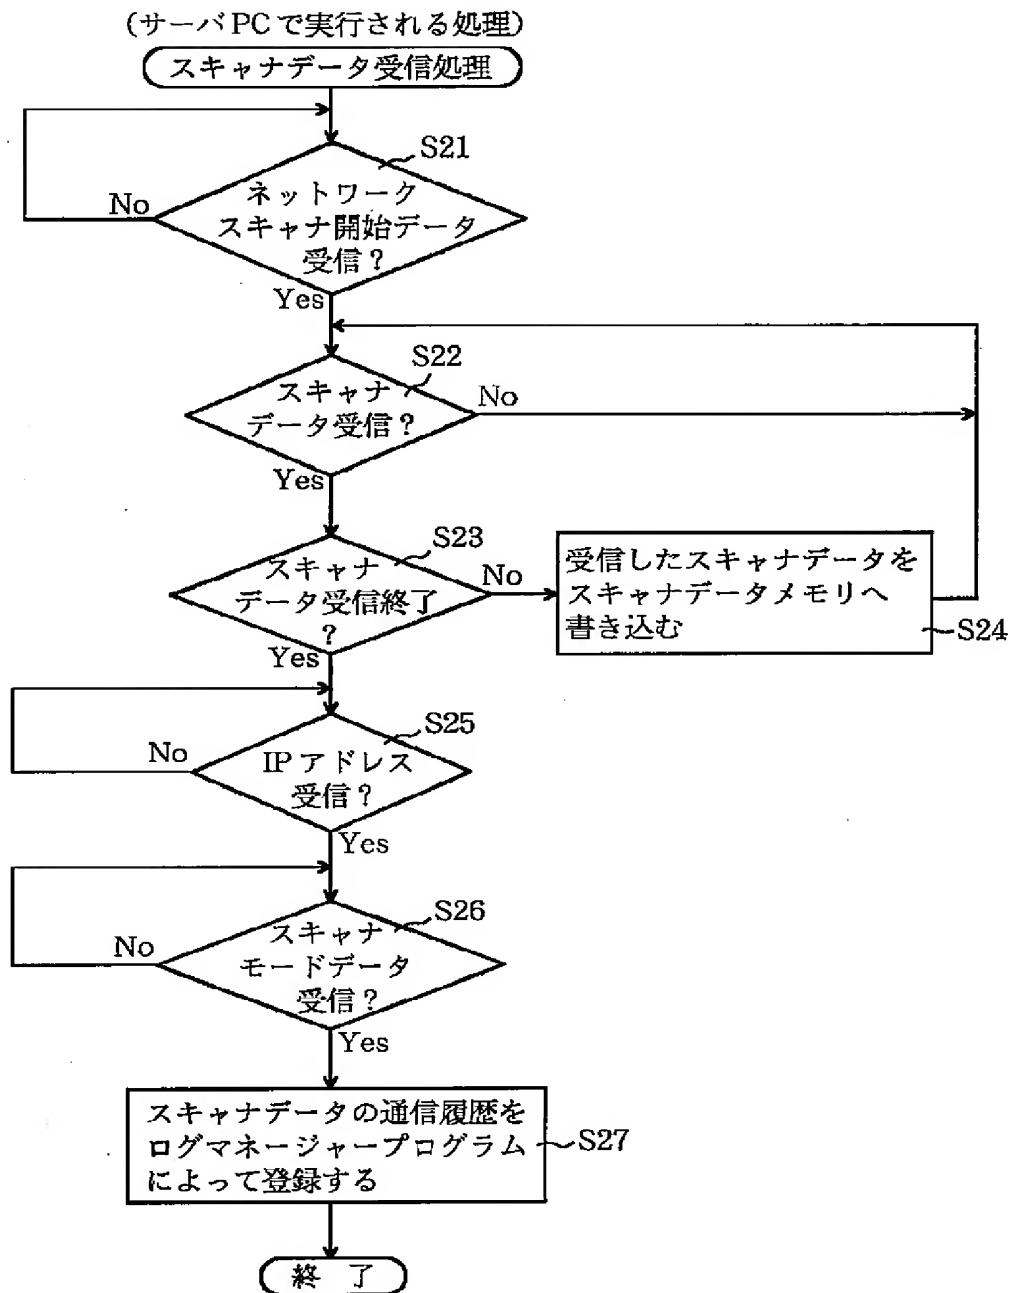 (サーバPCで実行される処理)
スキャナデータ受信処理
S21
ネットワーク
スキャナ開始データ
受信？
No
Yes
S22
スキャナ
データ受信？
No
Yes
S23
スキャナ
データ受信終了
？
No
Yes
受信したスキャナデータを
スキャナデータメモリへ
書き込む
S24
S25
IPアドレス
受信？
No
Yes
S26
スキャナ
モードデータ
受信？
No
Yes
スキャナデータの通信履歴を
ログマネージャープログラム
によって登録する
S27
終 了